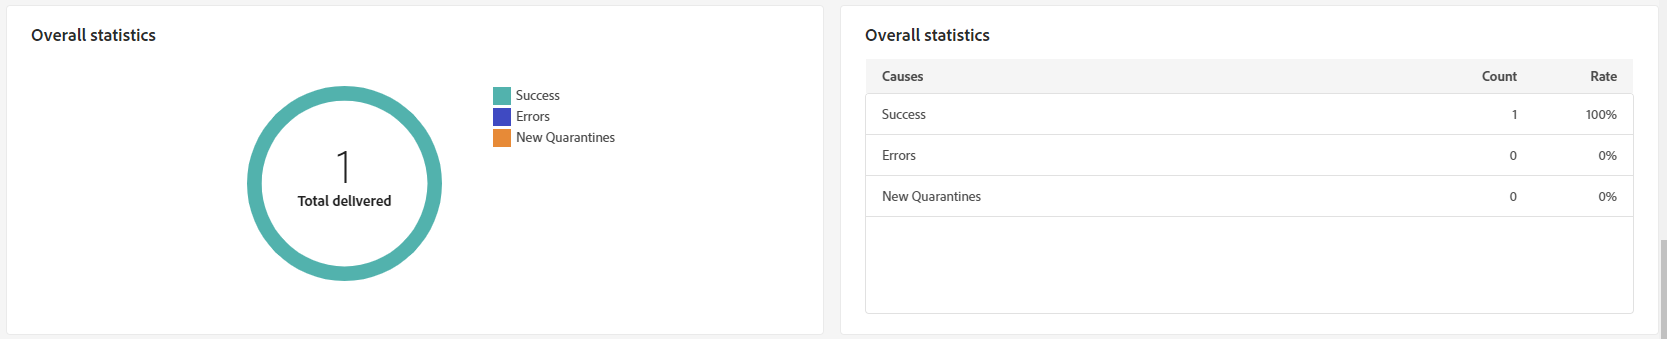 Overall statistics
Success
Errors
New Quarantines
1
Total delivered
Overall statistics
Causes Count Rate
Success 1 100%
Errors 0 0%
New Quarantines 0 0%